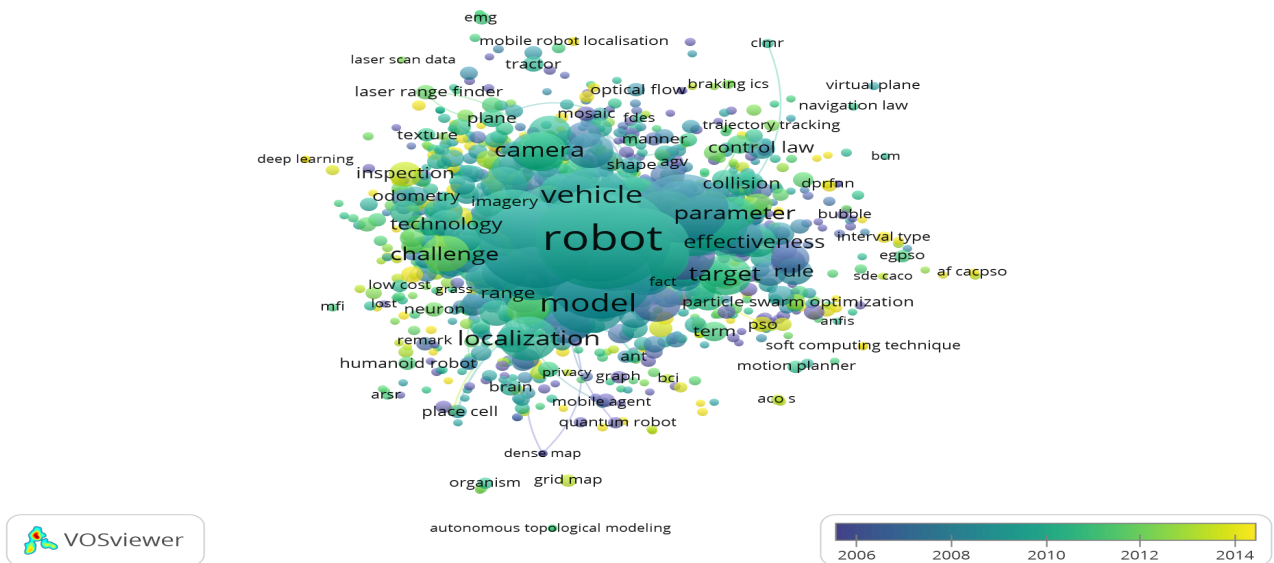 emg
mobile robot localisation
clmr
laser scan data
tractor
laser range finder
optical flow
braking ics
virtual plane
navigation law
plane
mosaic
fdes
trajectory tracking
texture
manner
camera
control law
deep learning
shape
agv
bcm
inspection
collision
dprfnn
odometry
imagery
vehicle
technology
parameter
bubble
robot
effectiveness
interval type
challenge
egpso
target
rule
sde caco
af cacpso
low cost
grass
range
fact
mfi
lost
neuron
model
particle swarm optimization
anfis
remark
localization
term
pso
soft computing technique
humanoid robot
ant
motion planner
privacy
graph
bci
arsr
brain
place cell
mobile agent
aco s
quantum robot
dense map
organism
grid map
autonomous topological modeling
VOSviewer
2006
2008
2010
2012
2014